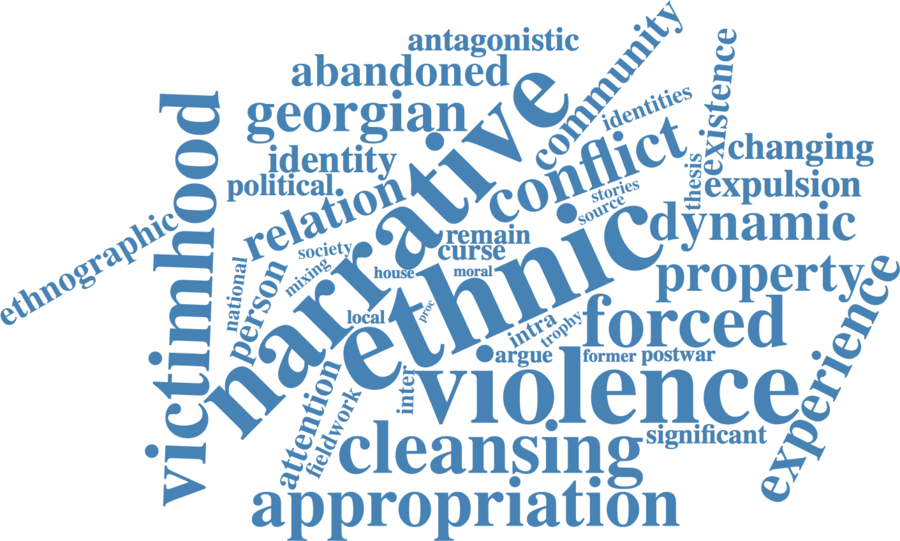 antagonistic
abandoned
community
georgian
identities
existence
victimhood
narrative
identity
conflict
changing
political
relation
stories
thesis
expulsion
source
ethnographic
remain
dynamic
society
curse
ethnic
national
mixing
house
moral
property
person
local
proc
intra
trophy
forced
experience
argue
former
postwar
attention
inter
violence
fieldwork
cleansing
significant
appropriation